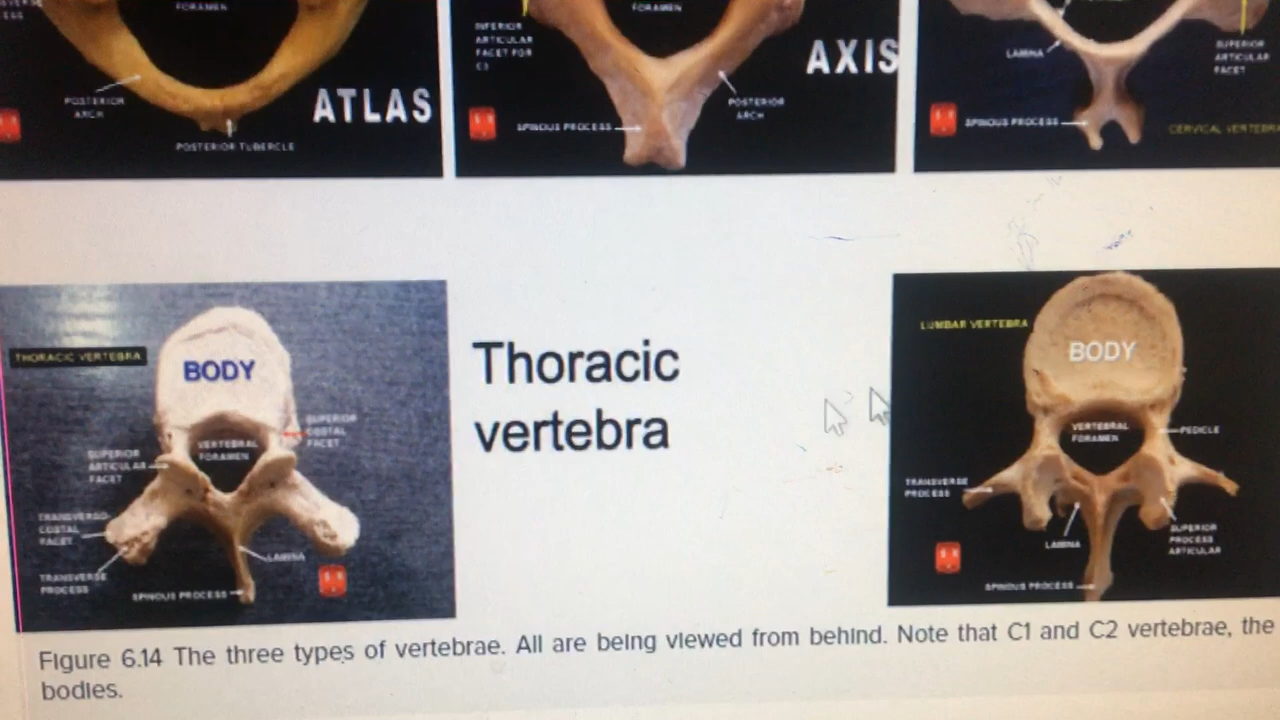 FORAMEN
POSTERIOR
ARCH
ATLAS
POSTERIOR TUBERCLE
FORAMEN
INFERIOR
ARTICULAR
FACET FOR
C3
AXIS
POSTERIOR
ARCH
SPINOUS PROCESS
LAMINA
SUPERIOR
ARTICULAR
FACET
SPINOUS PROCESS
CERVICAL VERTEBRA
THORACIC VERTEBRA
BODY
SUPERIOR
COSTAL
FACET
VERTEBRAL
FORAMEN
SUPERIOR
ARTICULAR
FACET
TRANSVERSO-
COSTAL
FACET
TRANSVERSE
PROCESS
LAMINA
SPINOUS PROCESS
Thoracic
vertebra
LUMBAR VERTEBRA
BODY
VERTEBRAL
FORAMEN
PEDICLE
TRANSVERSE
PROCESS
LAMINA
SUPERIOR
PROCESS
ARTICULAR
SPINOUS PROCESS
Figure 6.14 The three types of vertebrae. All are being viewed from behind. Note that C1 and C2 vertebrae, the
bodies.